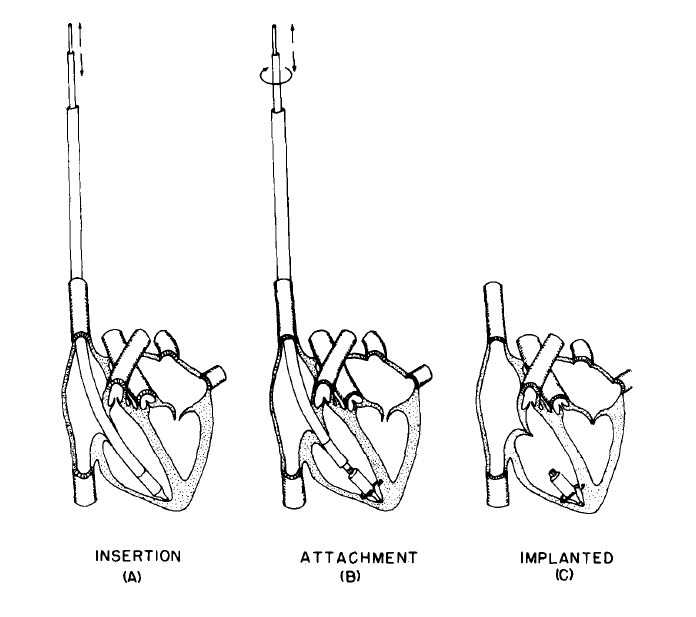 INSERTION
(A)
ATTACHMENT
(B)
IMPLANTED
(C)